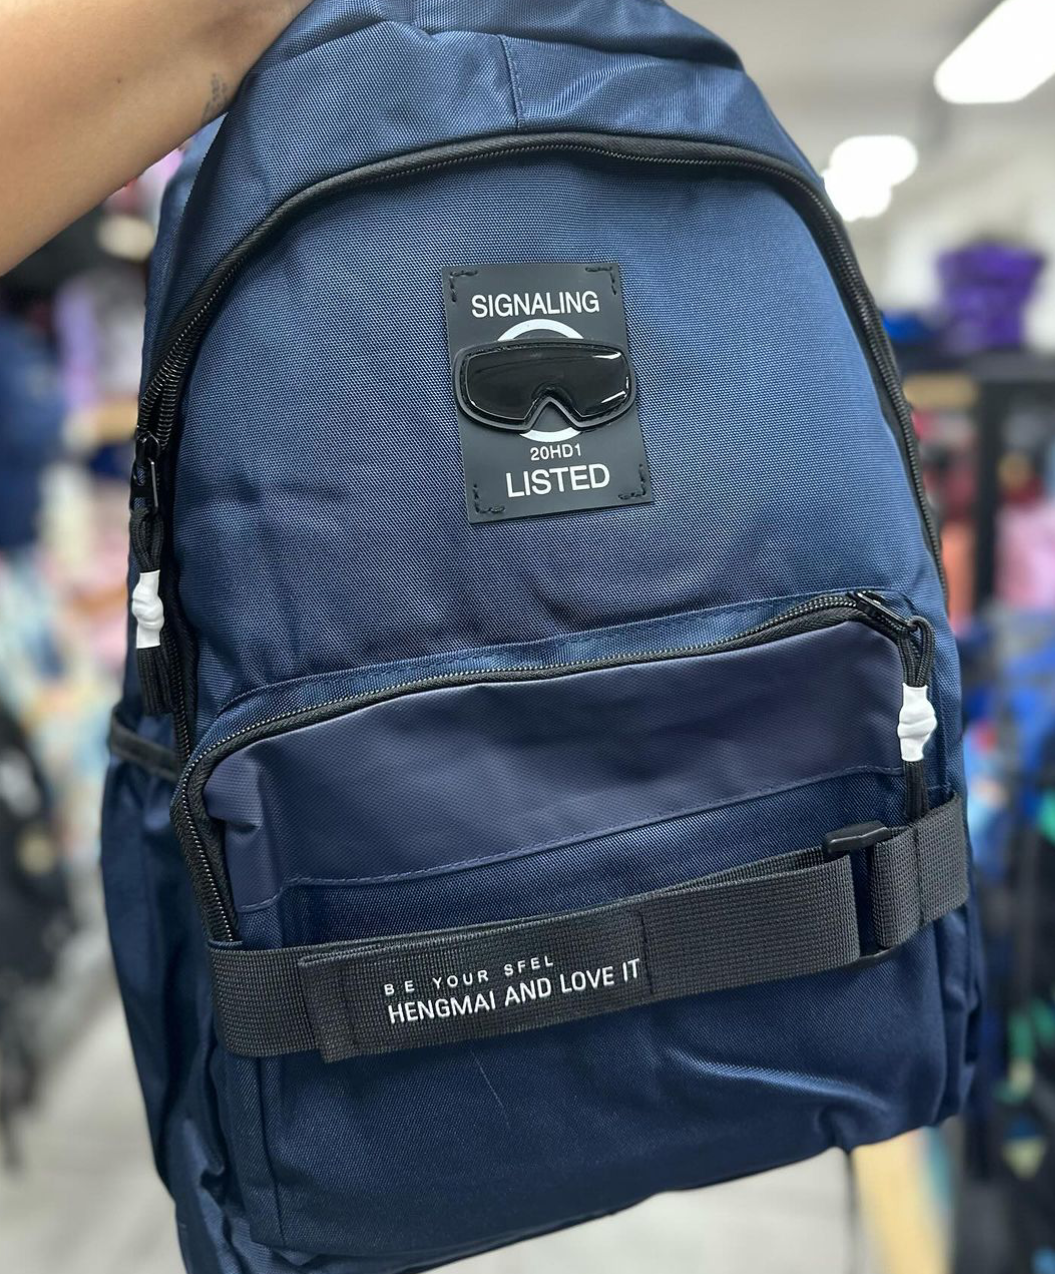 SIGNALING
20HD1
LISTED
BE YOUR SFEL
HENGMAI AND LOVE IT